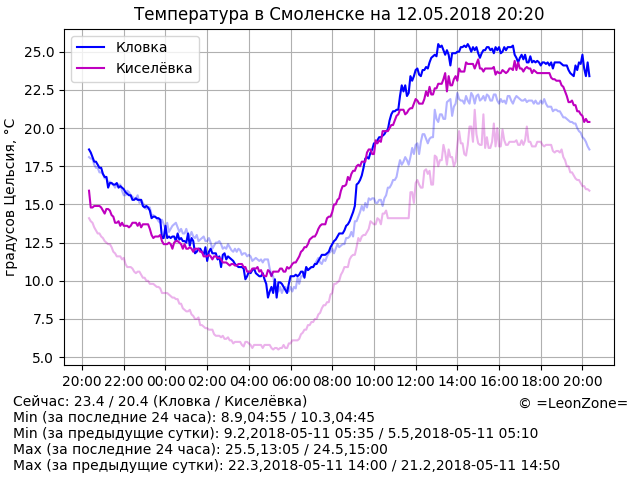 Температура в Смоленске на 12.05.2018 20:20
Кловка
Киселёвка
градусов Цельсия, °C
25.0
22.5
20.0
17.5
15.0
12.5
10.0
7.5
5.0
20:00 22:00 00:00 02:00 04:00 06:00 08:00 10:00 12:00 14:00 16:00 18:00 20:00
Сейчас: 23.4 / 20.4 (Кловка / Киселёвка)
© =LeonZone=
Min (за последние 24 часа): 8.9,04:55 / 10.3,04:45
Min (за предыдущие сутки): 9.2,2018-05-11 05:35 / 5.5,2018-05-11 05:10
Max (за последние 24 часа): 25.5,13:05 / 24.5,15:00
Max (за предыдущие сутки): 22.3,2018-05-11 14:00 / 21.2,2018-05-11 14:50